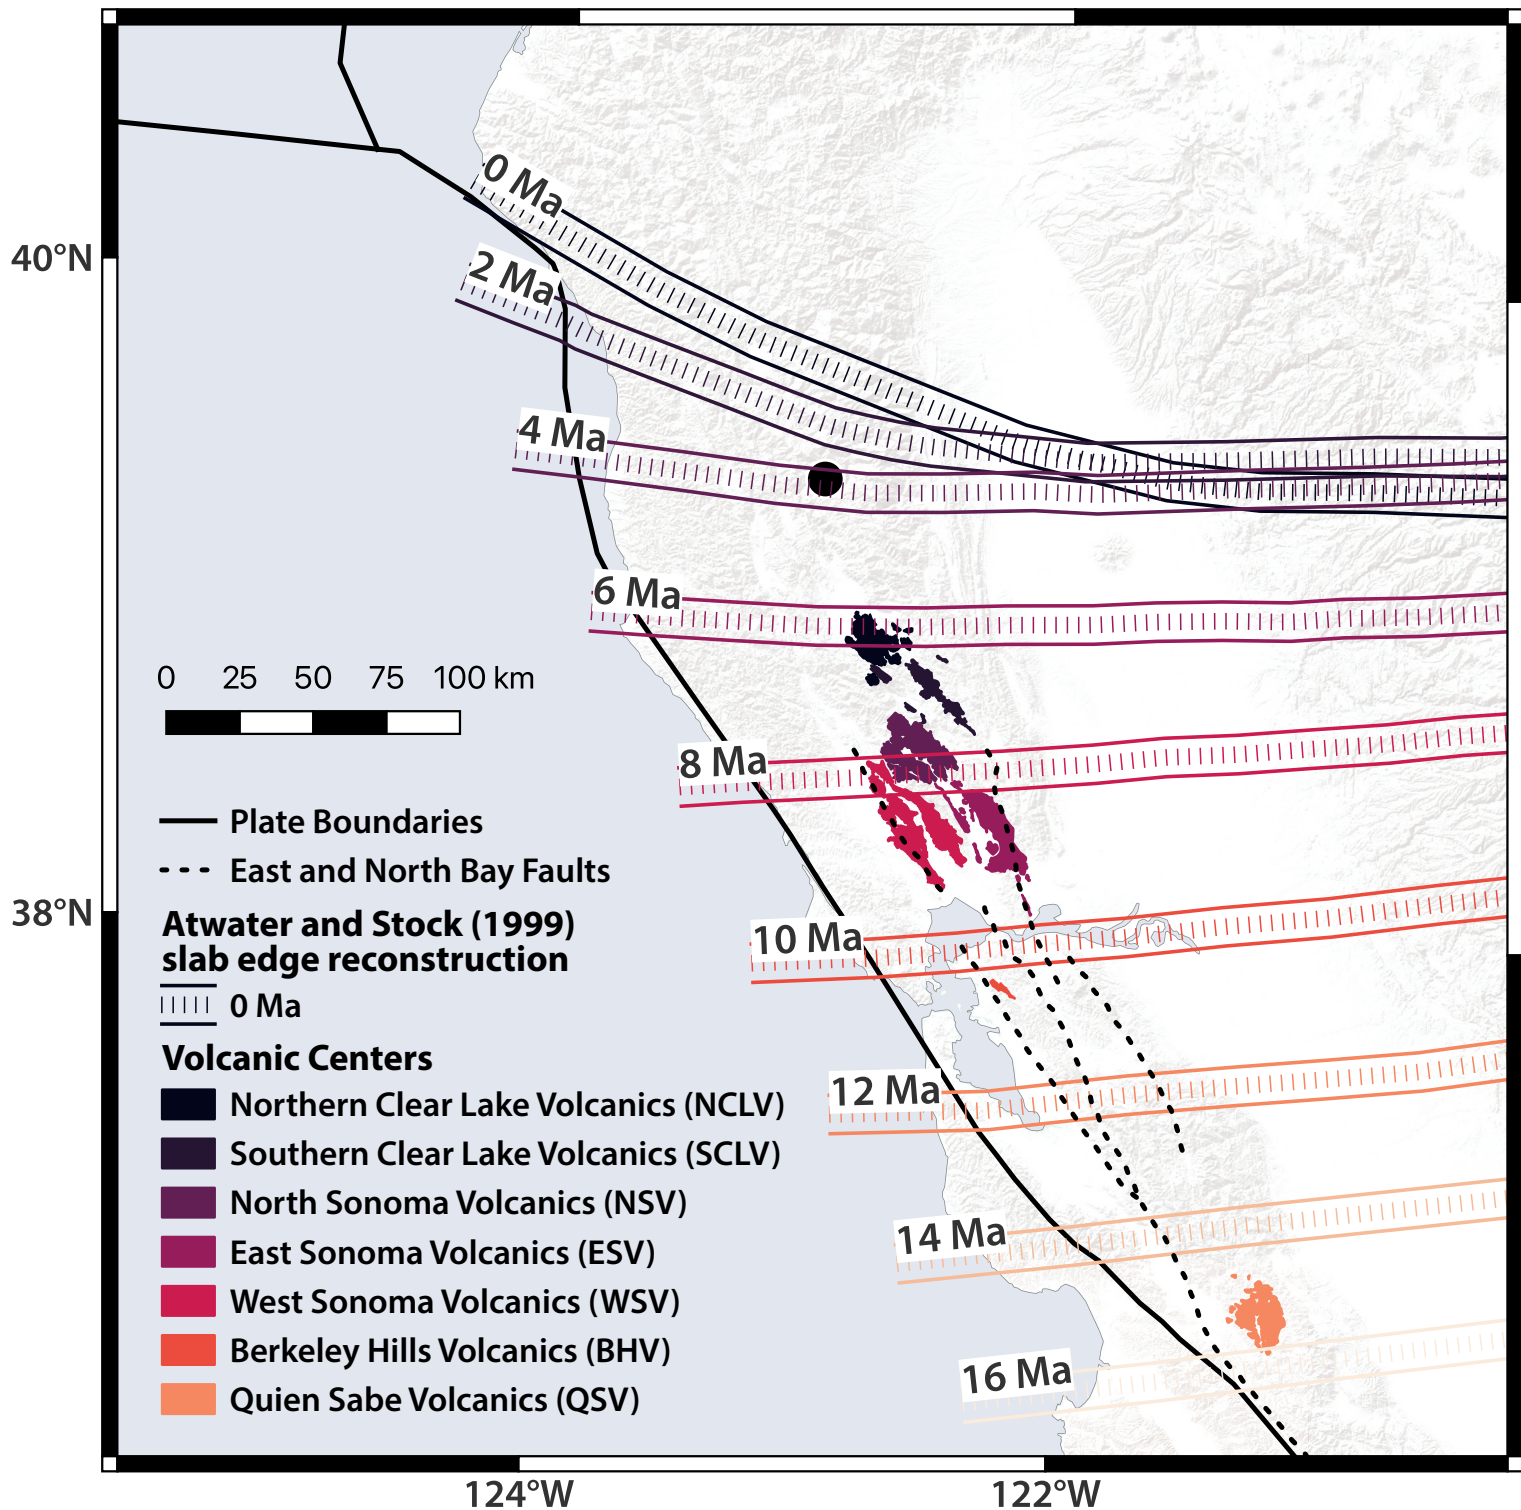 0 Ma
2 Ma
40°N
4 Ma
6 Ma
0 25 50 75 100 km
8 Ma
Plate Boundaries
East and North Bay Faults
38°N
Atwater and Stock (1999)
slab edge reconstruction
0 Ma
10 Ma
Volcanic Centers
12 Ma
Northern Clear Lake Volcanics (NCLV)
Southern Clear Lake Volcanics (SCLV)
North Sonoma Volcanics (NSV)
14 Ma
East Sonoma Volcanics (ESV)
West Sonoma Volcanics (WSV)
Berkeley Hills Volcanics (BHV)
16 Ma
Quien Sabe Volcanics (QSV)
124°W 122°W